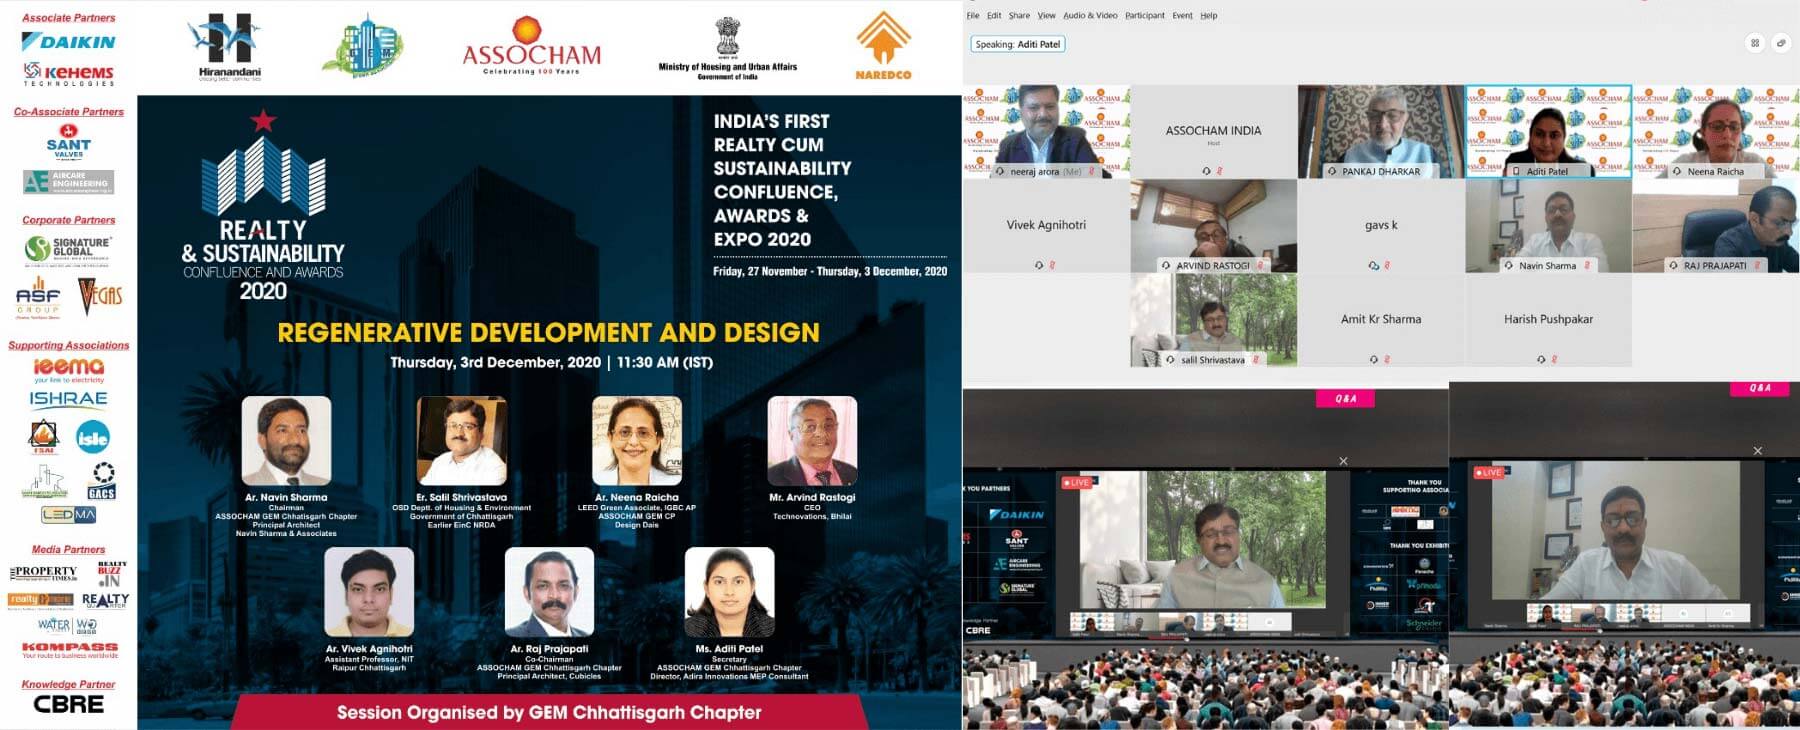 Associate Partners
DAIKIN
KEHEMS
TECHNOLOGIES
Co-Associate Partners
SANT
VALVES
AIRCARE
ENGINEERING
Corporate Partners
SIGNATURE
GLOBAL
ASF
GROUP
VEGAS
Supporting Associations
ieema
your link to electricity
ISHRAE
FSAI
isle
GACS
LEDMA
Media Partners
THE PROPERTY
TIMES.in
REALTY
BUZZ
.IN
realty more
REALTY
QUARTER
WATER
KOMPASS
Your route to business worldwide
Knowledge Partner
CBRE
Hiranandani
GEM
ASSOCHAM
Celebrating 100 Years
Ministry of Housing and Urban Affairs
Government of India
NAREDCO
REALTY
& SUSTAINABILITY
CONFLUENCE AND AWARDS
2020
INDIA'S FIRST
REALTY CUM
SUSTAINABILITY
CONFLUENCE,
AWARDS &
EXPO 2020
Friday, 27 November - Thursday, 3 December, 2020
REGENERATIVE DEVELOPMENT AND DESIGN
Thursday, 3rd December, 2020 | 11:30 AM (IST)
Ar. Navin Sharma
Chairman
ASSOCHAM GEM Chhatisgarh Chapter
Principal Architect
Navin Sharma & Associates
Er. Salil Shrivastava
OSD Deptt. of Housing & Environment
Government of Chhattisgarh
Earlier EinC NRDA
Ar. Neena Raicha
LEED Green Associate, IGBC AP
ASSOCHAM GEM CP
Design Dais
Mr. Arvind Rastogi
CEO
Technovations, Bhilai
Ar. Vivek Agnihotri
Assistant Professor, NIT
Raipur Chhattisgarh
Ar. Raj Prajapati
Co-Chairman
ASSOCHAM GEM Chhattisgarh Chapter
Principal Architect, Cubicles
Ms. Aditi Patel
Secretary
ASSOCHAM GEM Chhattisgarh Chapter
Director, Adira Innovations MEP Consultant
Session Organised by GEM Chhattisgarh Chapter
File Edit Share View Audio & Video Participant Event Help
Speaking: Aditi Patel
neeraj arora (Me)
ASSOCHAM INDIA
Host
PANKAJ DHARKAR
Aditi Patel
Neena Raicha
Vivek Agnihotri
ARVIND RASTOGI
gavs k
Navin Sharma
RAJ PRAJAPATI
salil Shrivastava
Amit Kr Sharma
Harish Pushpakar
Q&A
LIVE
K YOU PARTNERS
DAIKIN
SANT
VALVES
AIRCARE
ENGINEERING
SIGNATURE
GLOBAL
CBRE
THANK YOU
SUPPORTING ASSOCIA
THANK YOU EXHIBIT
Schneider
Q&A
LIVE